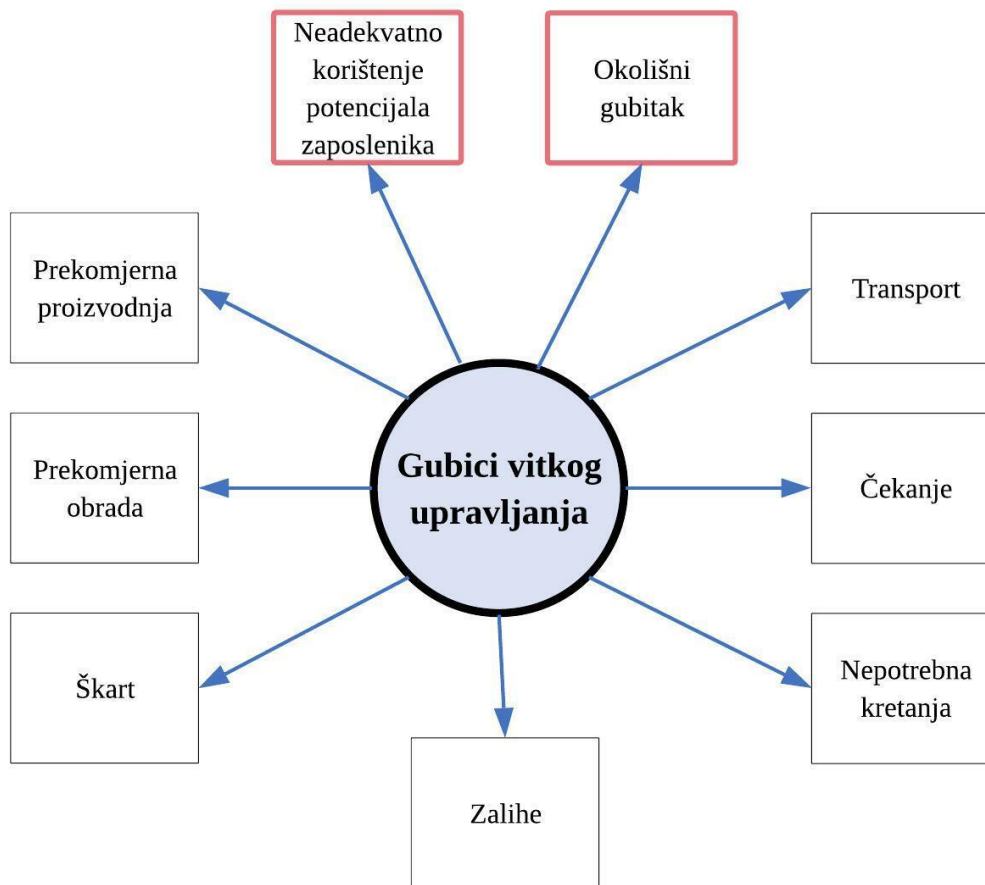 Neadekvatno
korištenje
potencijala
zaposlenika
Okolišni
gubitak
Prekomjerna
proizvodnja
Transport
Prekomjerna
obrada
Gubici vitkog
upravljanja
Čekanje
Škart
Nepotrebna
kretanja
Zalihe